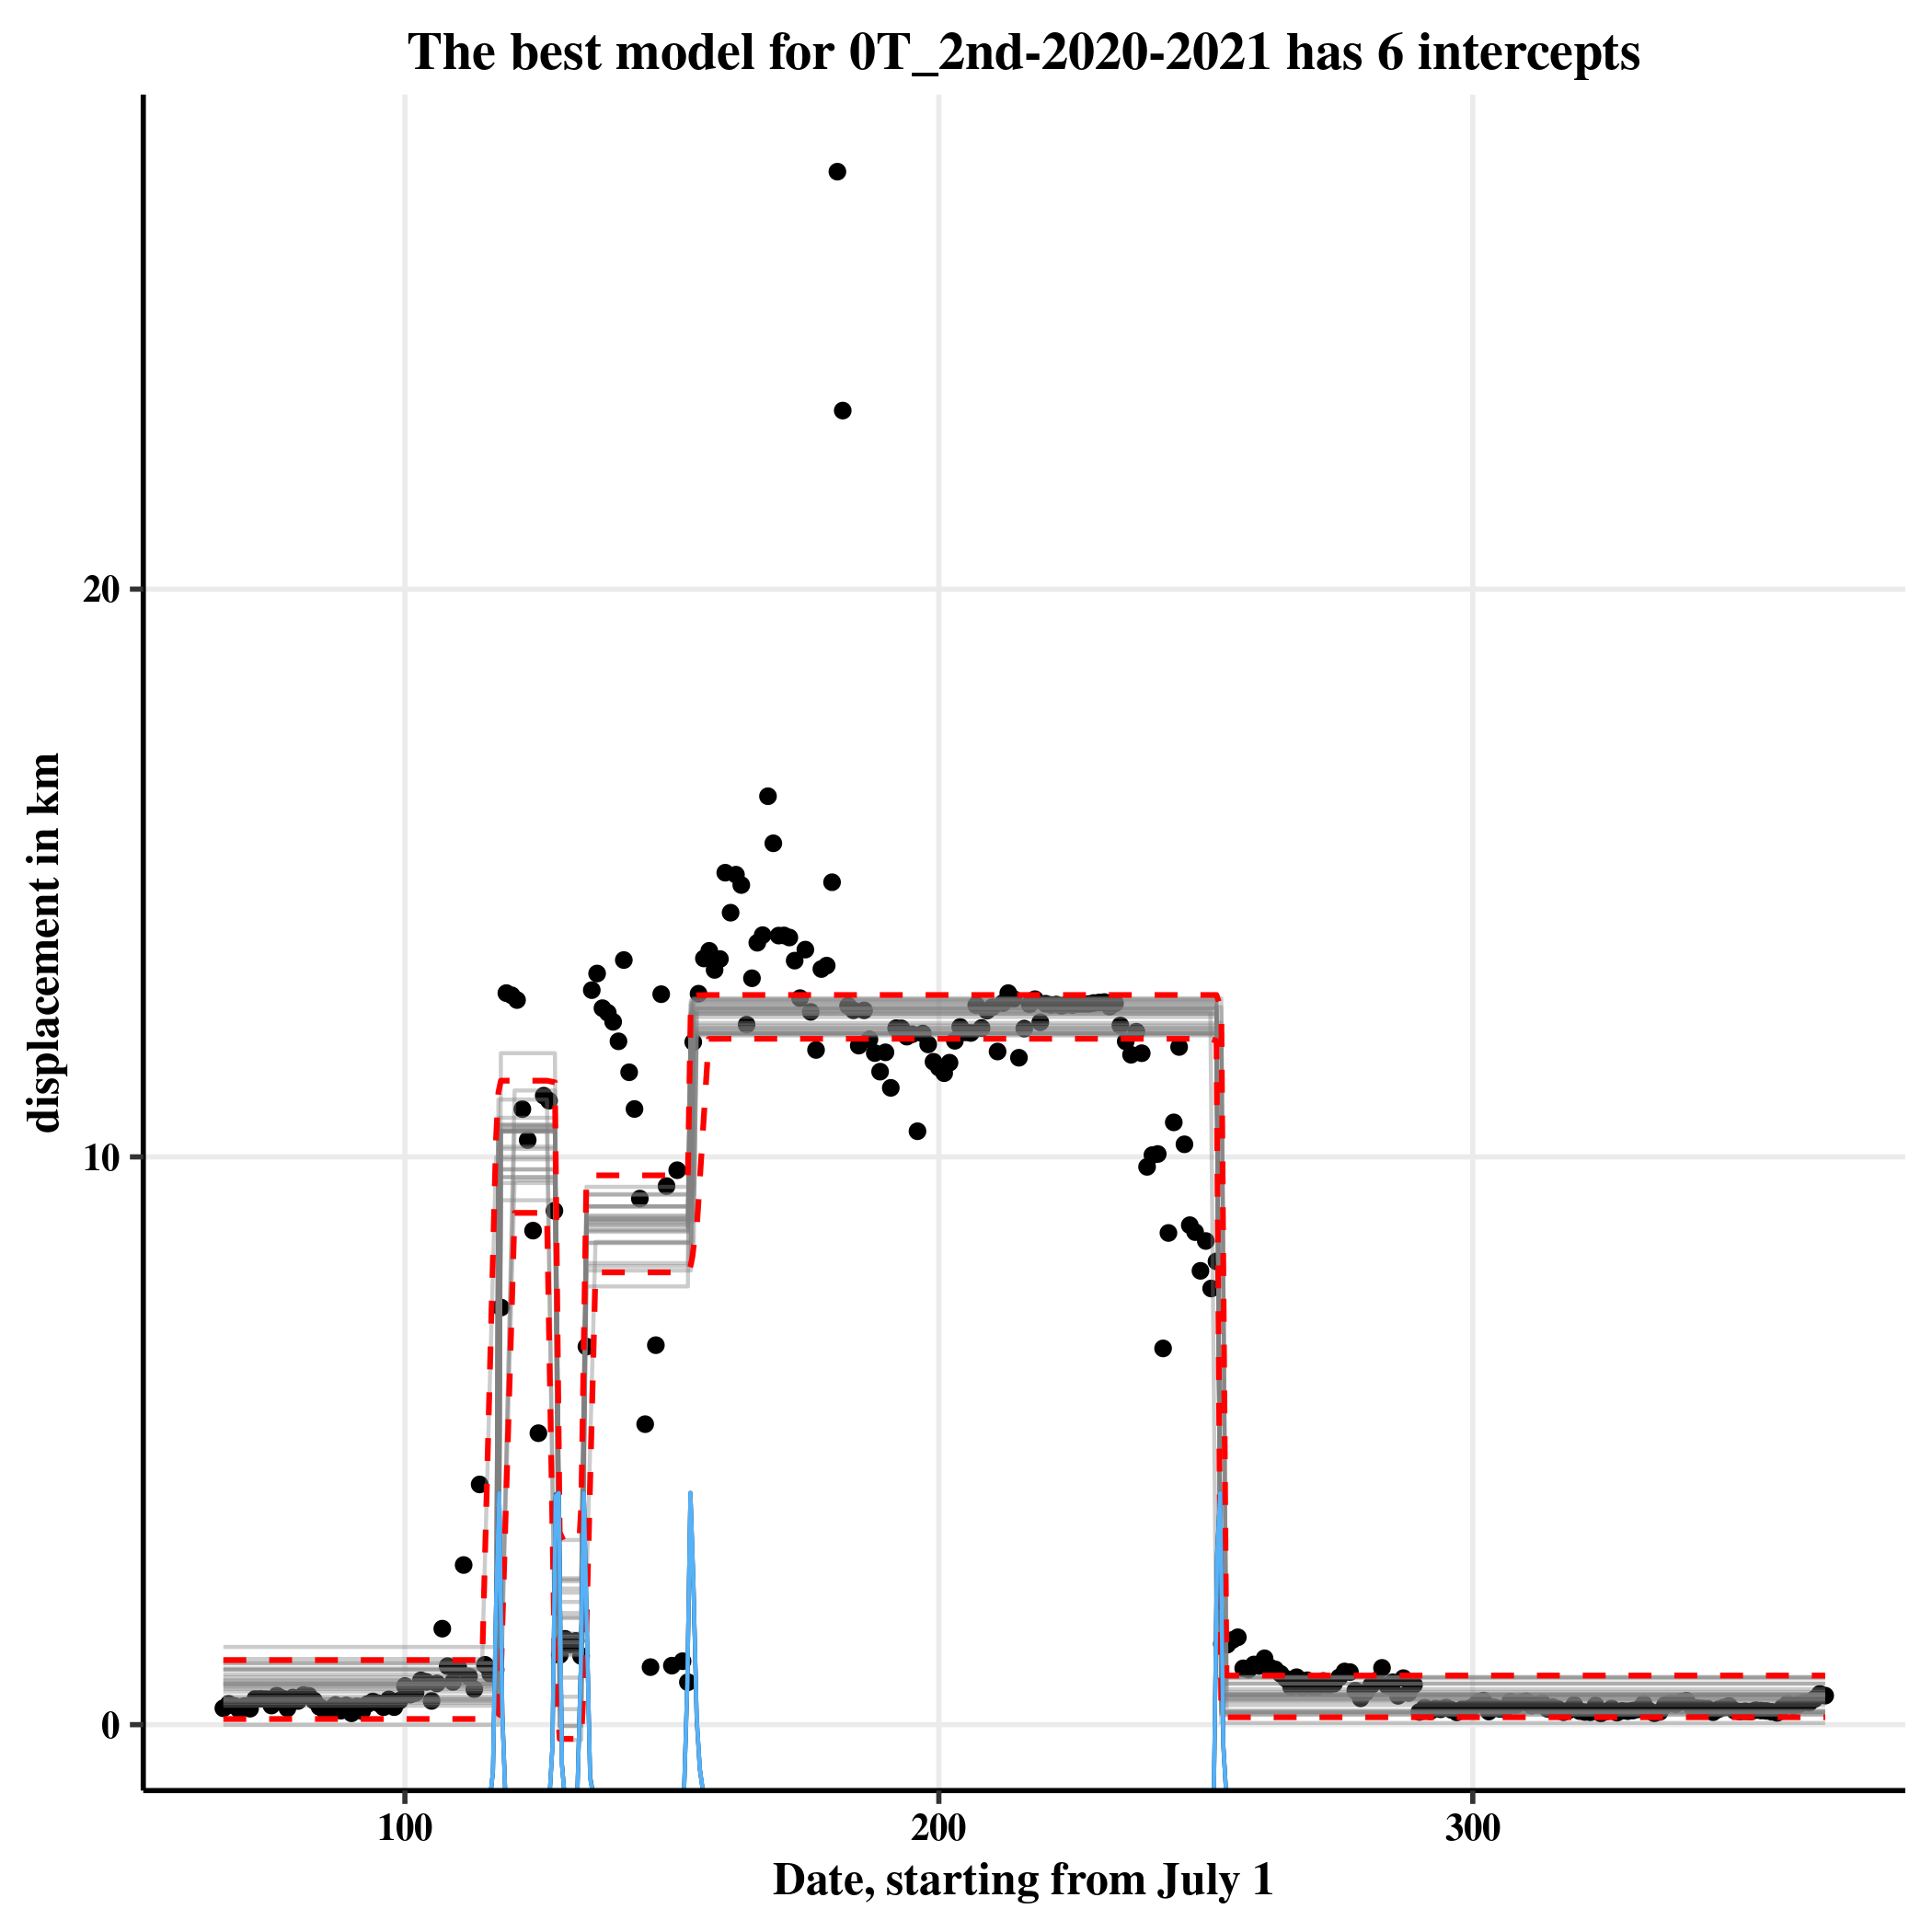 The best model for 0T_2nd-2020-2021 has 6 intercepts
displacement in km
20
10
0
100
200
300
Date, starting from July 1